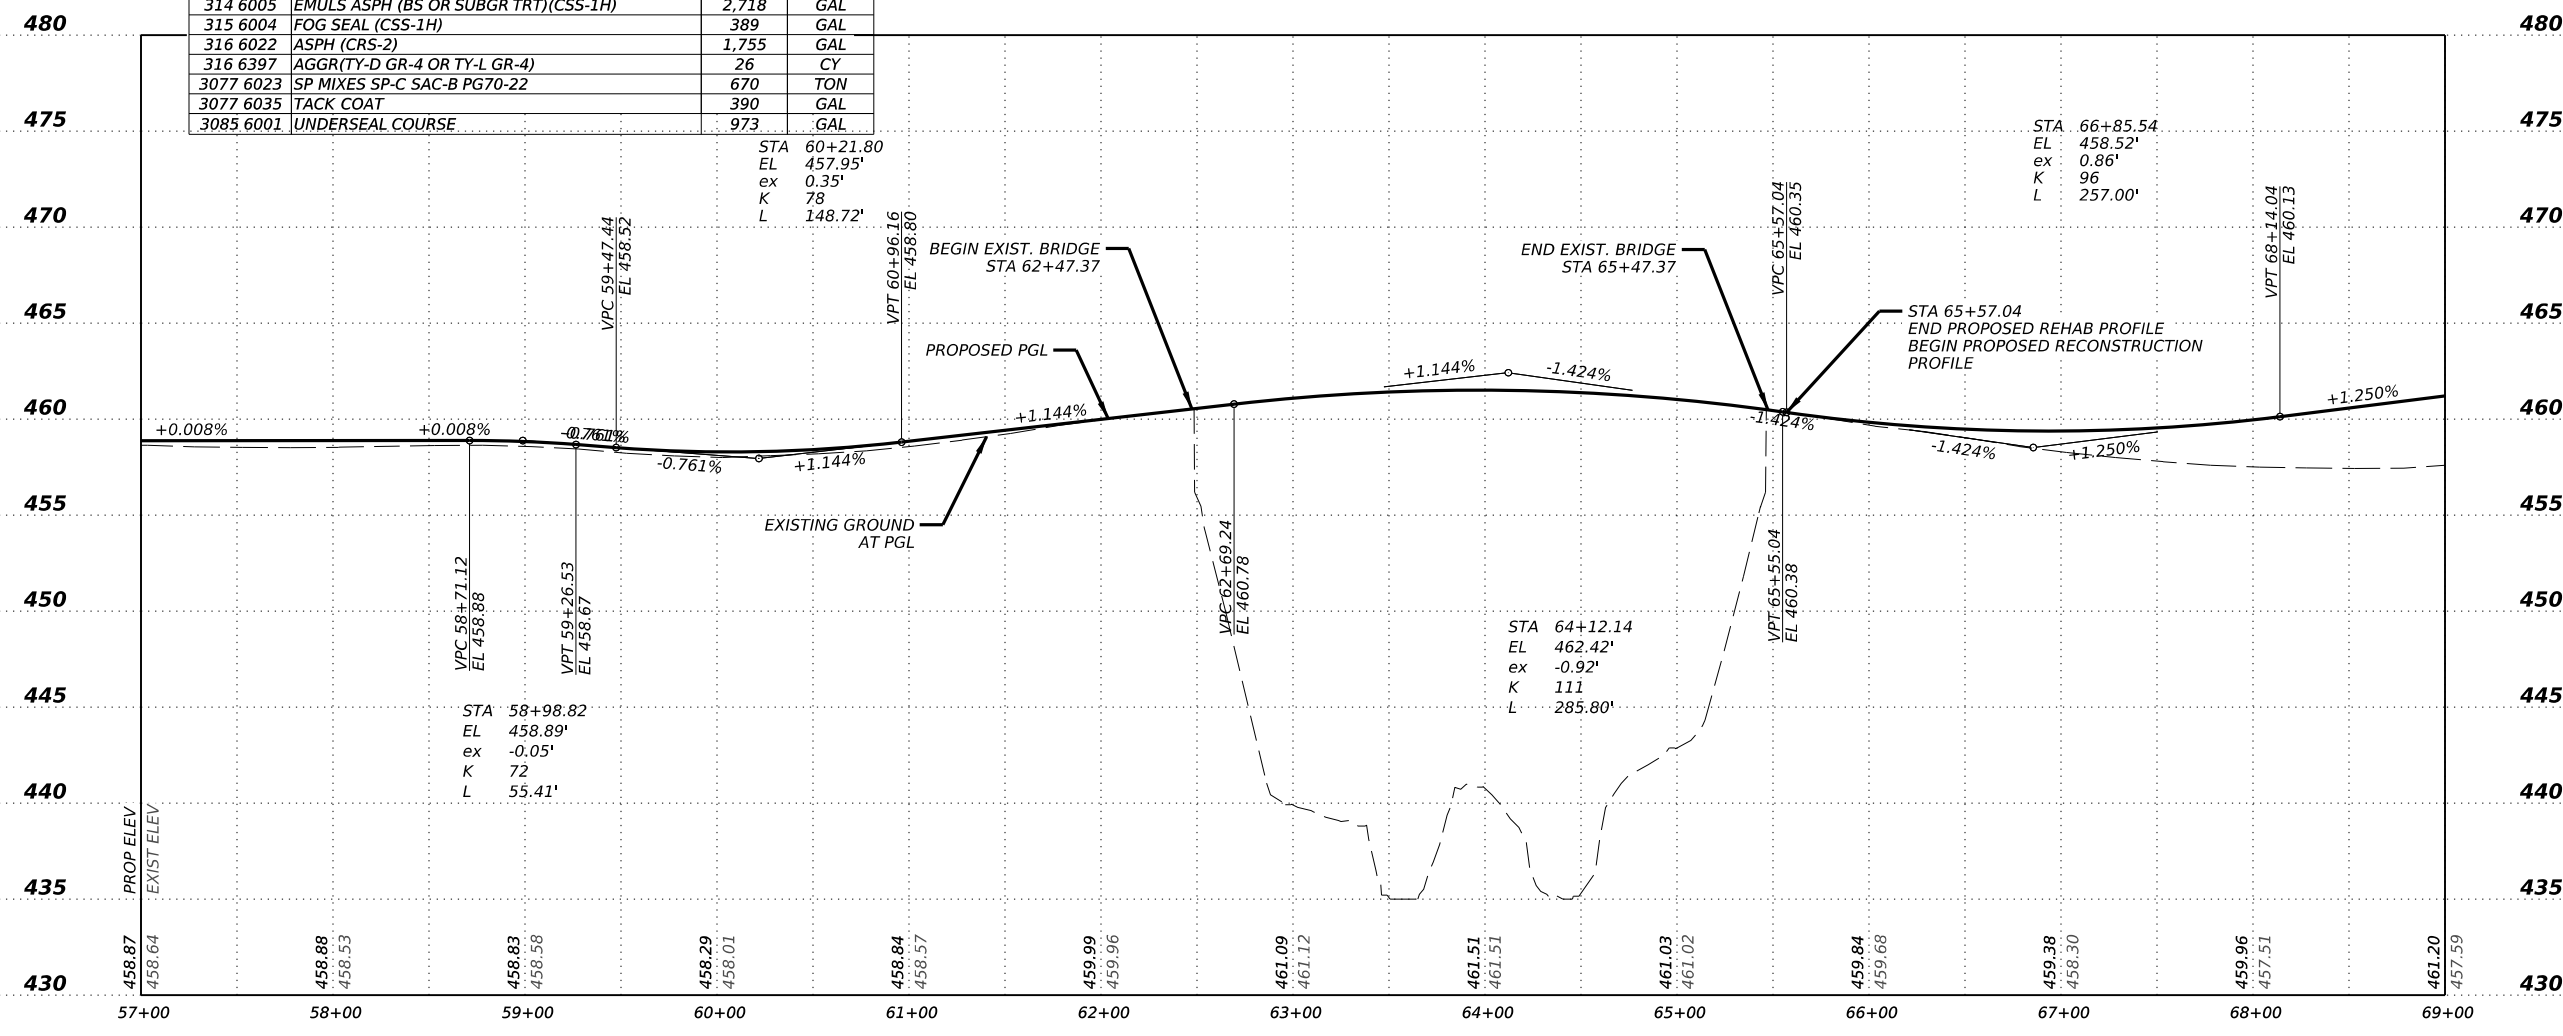 314 6005 EMULS ASPH (BS OR SUBGR TRT)(CSS-1H) 2,718 GAL
315 6004 FOG SEAL (CSS-1H) 389 GAL
316 6022 ASPH (CRS-2) 1,755 GAL
316 6397 AGGR(TY-D GR-4 OR TY-L GR-4) 26 CY
3077 6023 SP MIXES SP-C SAC-B PG70-22 670 TON
3077 6035 TACK COAT 390 GAL
3085 6001 UNDERSEAL COURSE 973 GAL
480 480
475 475
470 470
465 465
460 460
455 455
450 450
445 445
440 440
435 435
430 430
STA 60+21.80
EL 457.95'
ex 0.35'
K 78
L 148.72'
STA 66+85.54
EL 458.52'
ex 0.86'
K 96
L 257.00'
VPC 59+47.44
EL 458.52
VPT 60+96.16
EL 458.80
BEGIN EXIST. BRIDGE
STA 62+47.37
END EXIST. BRIDGE
STA 65+47.37
VPC 65+57.04
EL 460.35
VPT 68+14.04
EL 460.13
STA 65+57.04
END PROPOSED REHAB PROFILE
BEGIN PROPOSED RECONSTRUCTION
PROFILE
PROPOSED PGL
+1.144%
-1.424%
+1.250%
+1.144%
+0.008%
+0.008%
-0.761%
-1.424%
-0.761%
+1.144%
-1.424%
+1.250%
EXISTING GROUND
AT PGL
VPC 58+71.12
EL 458.88
VPT 59+26.53
EL 458.67
VPC 62+69.24
EL 460.78
VPT 65+55.04
EL 460.38
STA 64+12.14
EL 462.42'
ex -0.92'
K 111
L 285.80'
STA 58+98.82
EL 458.89'
ex -0.05'
K 72
L 55.41'
PROP ELEV
EXIST ELEV
458.87
458.64
458.88
458.53
458.83
458.58
458.29
458.01
458.84
458.57
459.99
459.96
461.09
461.12
461.51
461.51
461.03
461.02
459.84
459.68
459.38
458.30
459.96
457.51
461.20
457.59
57+00 58+00 59+00 60+00 61+00 62+00 63+00 64+00 65+00 66+00 67+00 68+00 69+00